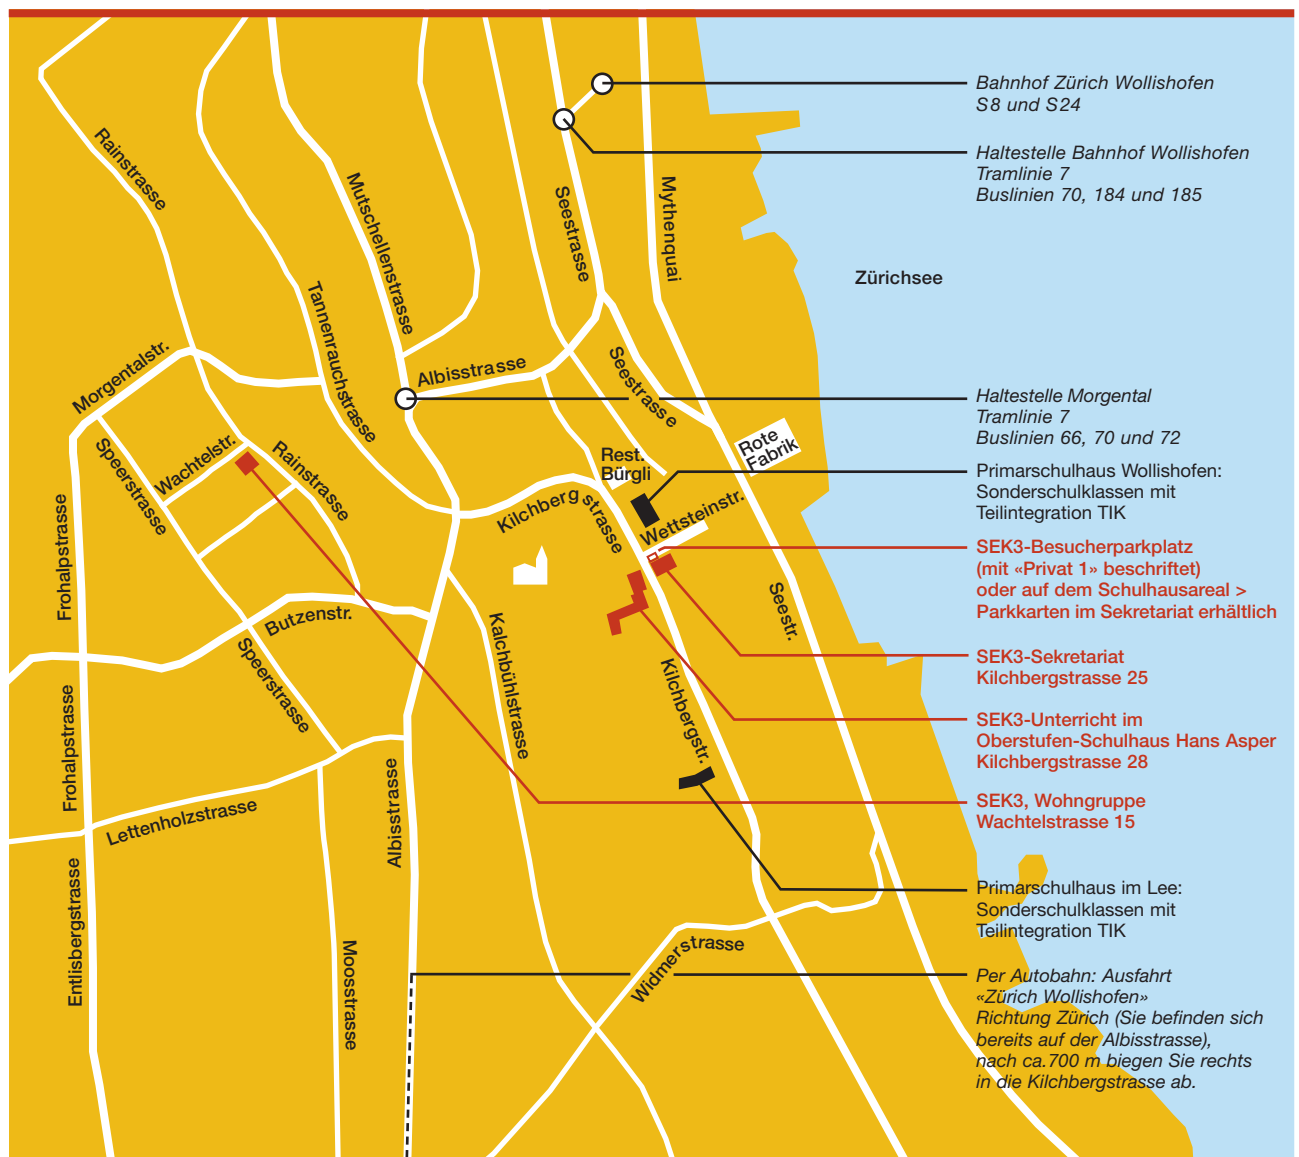 Bahnhof Zürich Wollishofen
S8 und S24
Haltestelle Bahnhof Wollishofen
Tramlinie 7
Buslinien 70, 184 und 185
Zürichsee
Haltestelle Morgental
Tramlinie 7
Buslinien 66, 70 und 72
Primarschulhaus Wollishofen:
Sonderschulklassen mit
Teilintegration TIK
SEK3-Besucherparkplatz
(mit «Privat 1» beschriftet)
oder auf dem Schulhausareal >
Parkkarten im Sekretariat erhältlich
SEK3-Sekretariat
Kilchbergstrasse 25
SEK3-Unterricht im
Oberstufen-Schulhaus Hans Asper
Kilchbergstrasse 28
SEK3, Wohngruppe
Wachtelstrasse 15
Primarschulhaus im Lee:
Sonderschulklassen mit
Teilintegration TIK
Per Autobahn: Ausfahrt
«Zürich Wollishofen»
Richtung Zürich (Sie befinden sich
bereits auf der Albisstrasse),
nach ca.700 m biegen Sie rechts
in die Kilchbergstrasse ab.
Rainstrasse
Mutschellenstrasse
Seestrasse
Mythenquai
Tannenrauchstrasse
Morgentalstr.
Albisstrasse
Seestrasse
Rote
Fabrik
Speerstrasse
Wachtelstr.
Rainstrasse
Rest.
Bürgli
Kilchberg
strasse
Wettsteinstr.
Frohalpstrasse
Butzenstr.
Seestr.
Kalchbühlstrasse
Speerstrasse
Kilchbergstr.
Frohalpstrasse
Lettenholzstrasse
Albisstrasse
Entlisbergstrasse
Moosstrasse
Widmerstrasse